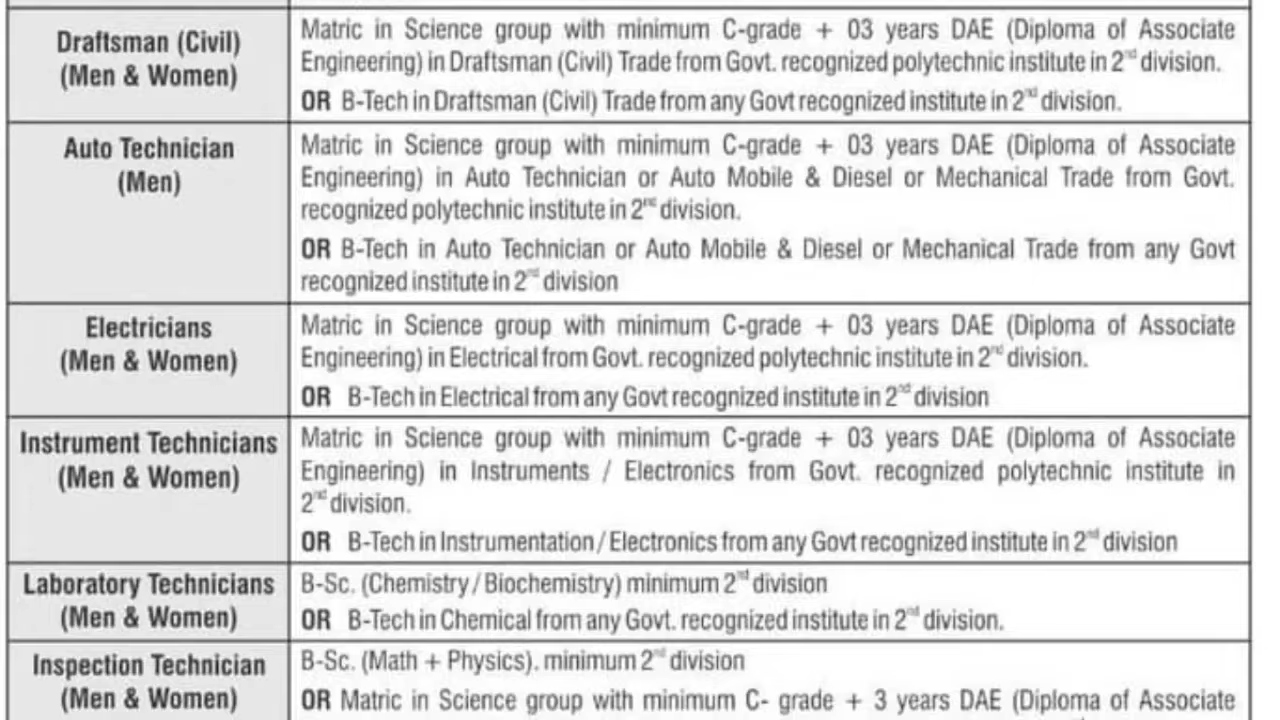 Draftsman (Civil)
(Men & Women)
Matric in Science group with minimum C-grade + 03 years DAE (Diploma of Associate
Engineering) in Draftsman (Civil) Trade from Govt. recognized polytechnic institute in 2nd division.
OR B-Tech in Draftsman (Civil) Trade from any Govt recognized institute in 2nd division.
Auto Technician
(Men)
Matric in Science group with minimum C-grade + 03 years DAE (Diploma of Associate
Engineering) in Auto Technician or Auto Mobile & Diesel or Mechanical Trade from Govt.
recognized polytechnic institute in 2nd division.
OR B-Tech in Auto Technician or Auto Mobile & Diesel or Mechanical Trade from any Govt
recognized institute in 2nd division
Electricians
(Men & Women)
Matric in Science group with minimum C-grade + 03 years DAE (Diploma of Associate
Engineering) in Electrical from Govt. recognized polytechnic institute in 2nd division.
OR B-Tech in Electrical from any Govt recognized institute in 2nd division
Instrument Technicians
(Men & Women)
Matric in Science group with minimum C-grade + 03 years DAE (Diploma of Associate
Engineering) in Instruments / Electronics from Govt. recognized polytechnic institute in
2nd division.
OR B-Tech in Instrumentation / Electronics from any Govt recognized institute in 2nd division
Laboratory Technicians
(Men & Women)
B-Sc. (Chemistry / Biochemistry) minimum 2nd division
OR B-Tech in Chemical from any Govt. recognized institute in 2nd division.
Inspection Technician
(Men & Women)
B-Sc. (Math + Physics). minimum 2nd division
OR Matric in Science group with minimum C- grade + 3 years DAE (Diploma of Associate